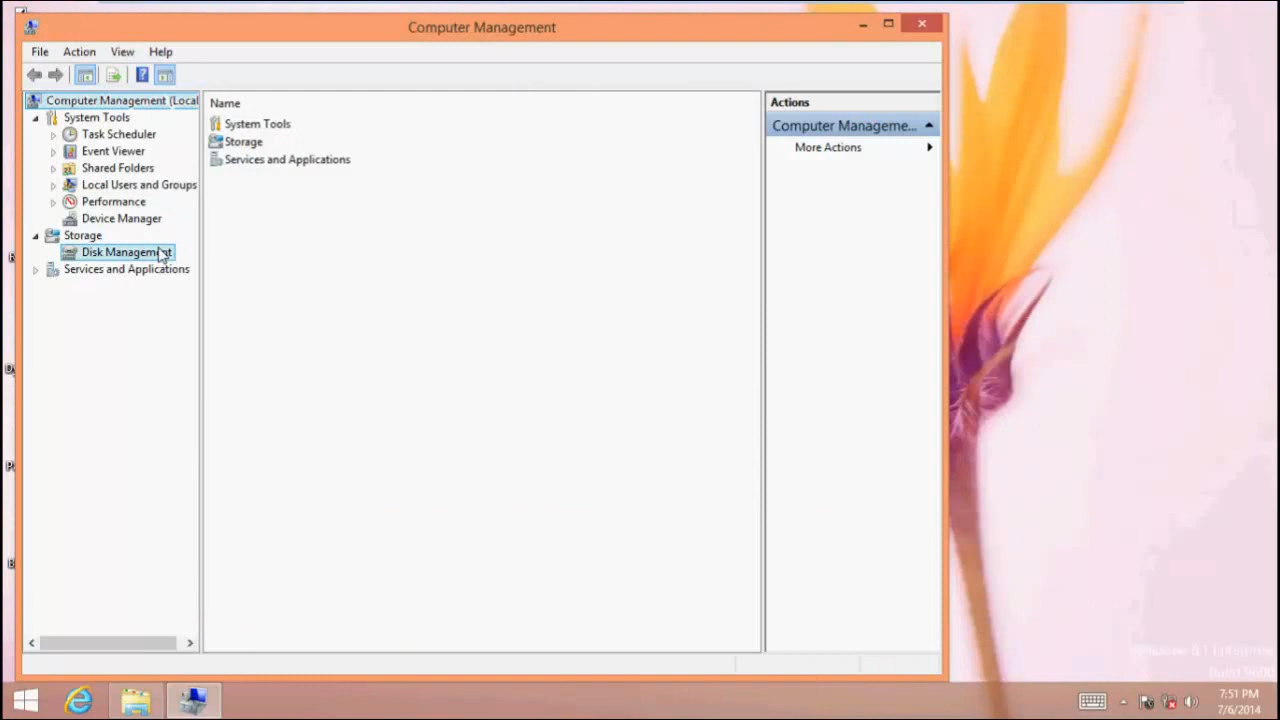 Computer Management
File Action View Help
Computer Management (Local
System Tools
Task Scheduler
Event Viewer
Shared Folders
Local Users and Groups
Performance
Device Manager
Storage
Disk Management
Services and Applications
Name
System Tools
Storage
Services and Applications
Actions
Computer Manageme...
More Actions
Build 9600
7:51 PM
7/6/2014